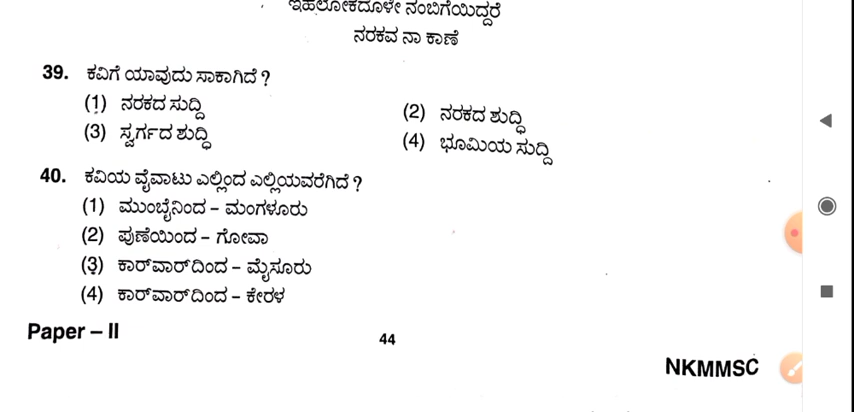 ಇಹಲೋಕದೊಳೇ ನಂಬಿಗೆಯಿದ್ದರೆ
ನರಕವ ನಾ ಕಾಣೆ
39. ಕವಿಗೆ ಯಾವುದು ಸಾಕಾಗಿದೆ ?
(1) ನರಕದ ಸುದ್ದಿ (2) ನರಕದ ಶುದ್ಧಿ
(3) ಸ್ವರ್ಗದ ಶುದ್ಧಿ (4) ಭೂಮಿಯ ಸುದ್ದಿ
40. ಕವಿಯ ವೈವಾಟು ಎಲ್ಲಿಂದ ಎಲ್ಲಿಯವರೆಗಿದೆ ?
(1) ಮುಂಬೈನಿಂದ – ಮಂಗಳೂರು
(2) ಪುಣೆಯಿಂದ – ಗೋವಾ
(3) ಕಾರ್‌ವಾರ್‌ದಿಂದ – ಮೈಸೂರು
(4) ಕಾರ್‌ವಾರ್‌ದಿಂದ – ಕೇರಳ
Paper – II 44 NKMMSC